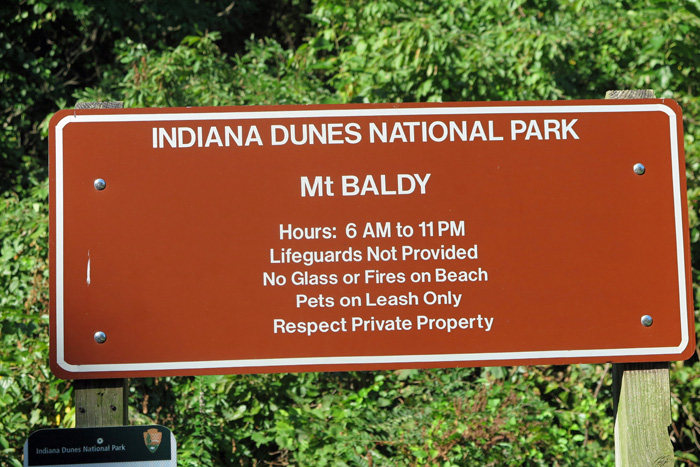 INDIANA DUNES NATIONAL PARK
Mt BALDY
Hours: 6 AM to 11 PM
Lifeguards Not Provided
No Glass or Fires on Beach
Pets on Leash Only
Respect Private Property
Indiana Dunes National Park